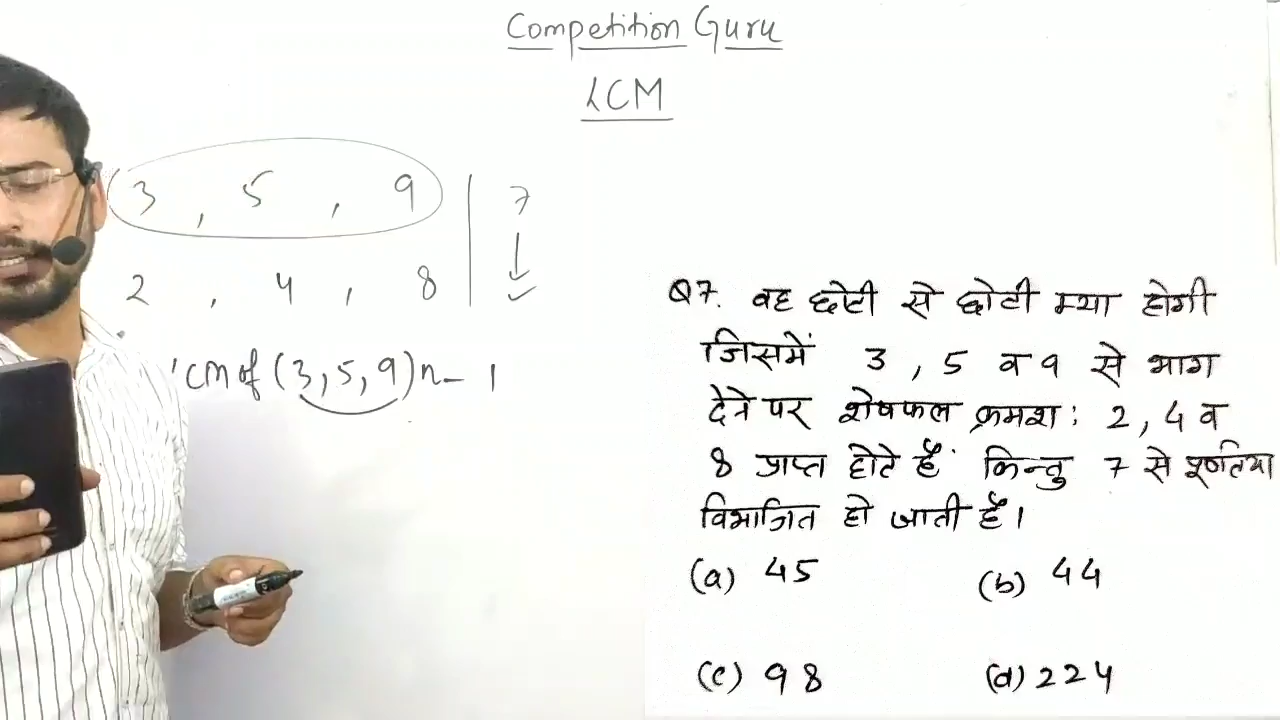 Competition Guru
LCM
3 , 5 , 9 | 7
2 , 4 , 8
CM of (3, 5, 9)n - 1
Q7. वह छोटी से छोटी म्या होगी
जिसमें 3 , 5 व 9 से भाग
देने पर शेषफल क्रमश: 2, 4 व
8 प्राप्त होते हैं किन्तु 7 से पूर्णतया
विभाजित हो जाती हैं।
(a) 45 (b) 44
(c) 98 (d) 224